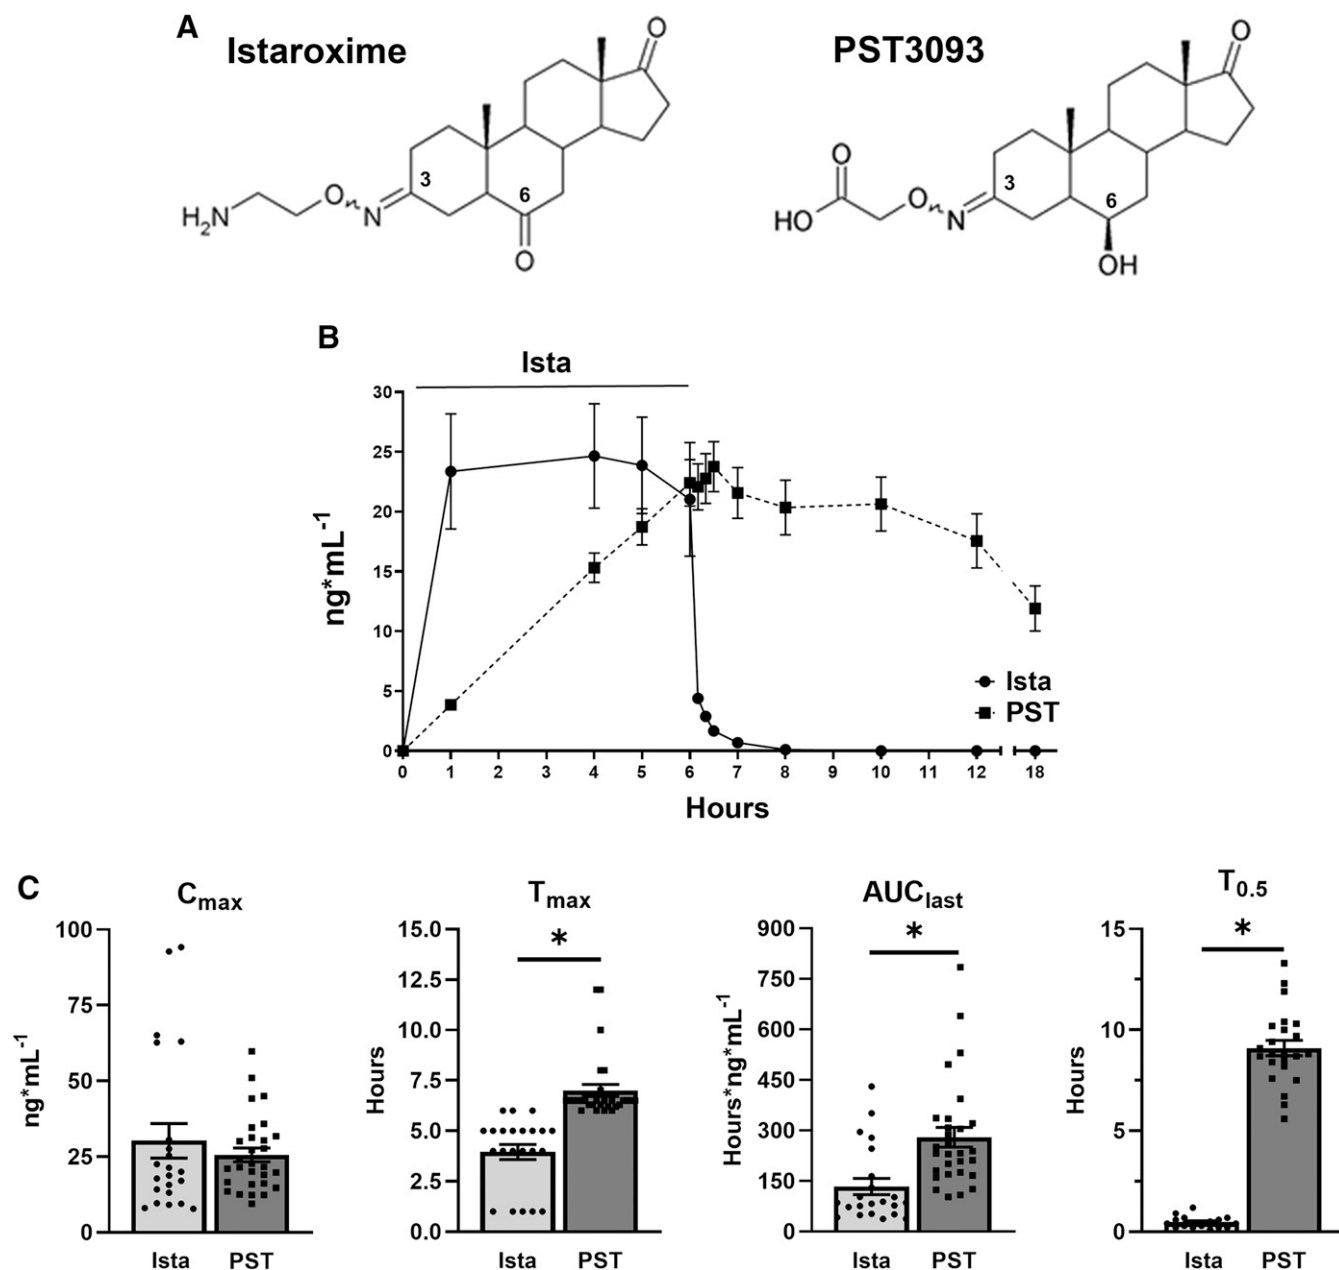 A
Istaroxime
PST3093
O
O
3
6
O
N
H₂N
O
O
HO
O
N
3
6
OH
B
Ista
ng*mL⁻¹
30
25
20
15
10
5
0
0 1 2 3 4 5 6 7 8 9 10 11 12 18
Hours
Ista
PST
C
Cmax
ng*mL⁻¹
100
75
50
25
0
Ista PST
Tmax
*
Hours
15.0
12.5
10.0
7.5
5.0
2.5
0.0
Ista PST
AUClast
*
Hours*ng*mL⁻¹
900
750
600
450
300
150
0
Ista PST
T0.5
*
Hours
15
10
5
0
Ista PST